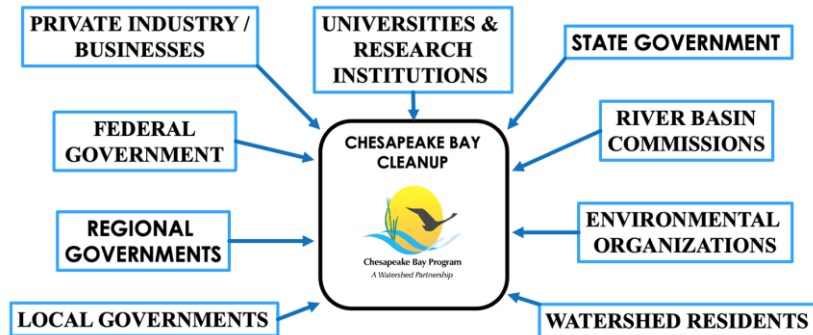 PRIVATE INDUSTRY /
BUSINESSES
UNIVERSITIES &
RESEARCH
INSTITUTIONS
STATE GOVERNMENT
FEDERAL
GOVERNMENT
CHESAPEAKE BAY
CLEANUP
RIVER BASIN
COMMISSIONS
REGIONAL
GOVERNMENTS
Chesapeake Bay Program
A Watershed Partnership
ENVIRONMENTAL
ORGANIZATIONS
LOCAL GOVERNMENTS
WATERSHED RESIDENTS